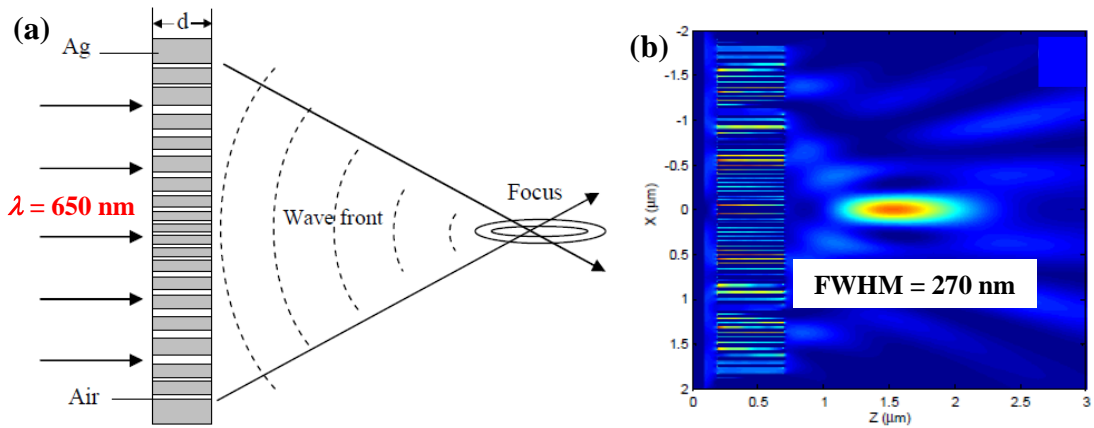 (a)
d
Ag
λ = 650 nm
Wave front
Focus
Air
(b)
X (μm)
-2
-1.5
-1
-0.5
0
0.5
1
1.5
2
FWHM = 270 nm
0
0.5
1
1.5
2
2.5
3
Z (μm)